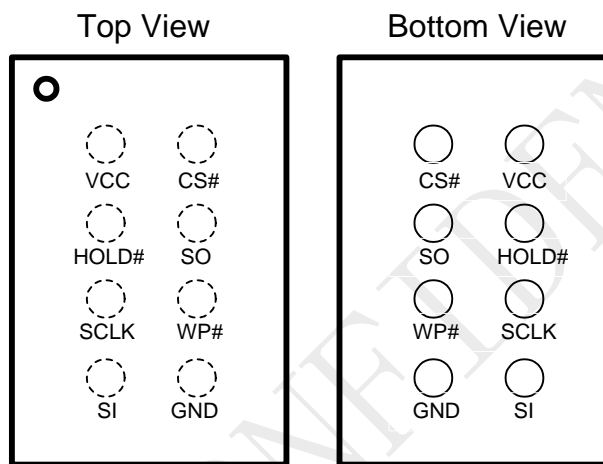 Top View Bottom View
VCC CS# CS# VCC
HOLD# SO SO HOLD#
SCLK WP# WP# SCLK
SI GND GND SI